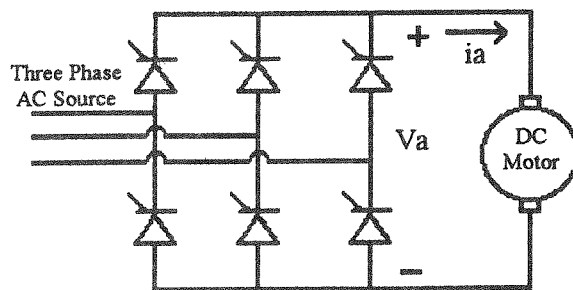 Three Phase
AC Source
+
ia
Va
DC
Motor
−